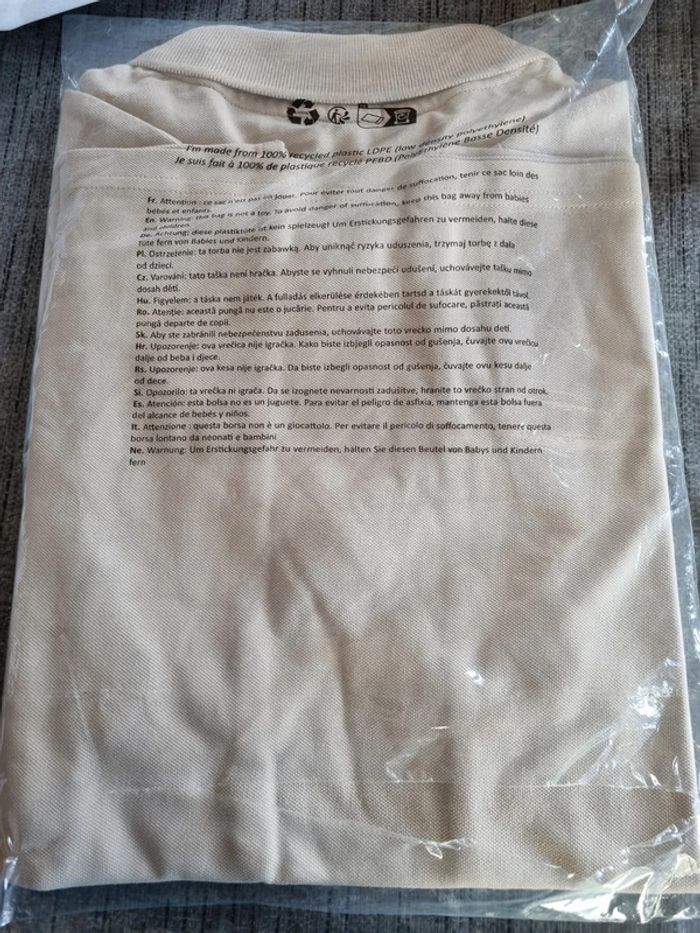 I'm made from 100% recycled plastic LDPE (low density polyethylene)
Je suis fait à 100% de plastique recyclé PEBD (Polyéthylène Basse Densité)
Fr. Attention : ce sac n'est pas un jouet. Pour éviter tout danger de suffocation, tenir ce sac loin des
bébés et enfants.
En. Warning: this bag is not a toy. To avoid danger of suffocation, keep this bag away from babies
and children.
De. Achtung: diese plastiktüte ist kein spielzeug! Um Erstickungsgefahren zu vermeiden, halte diese
tüte fern von Babies und Kindern.
Pl. Ostrzeżenie: ta torba nie jest zabawką. Aby uniknąć ryzyka uduszenia, trzymaj torbę z dala
od dzieci.
Cz. Varování: tato taška není hračka. Abyste se vyhnuli nebezpečí udušení, uchovávejte tašku mimo
dosah dětí.
Hu. Figyelem: a táska nem játék. A fulladás elkerülése érdekében tartsd a táskát gyerekektől távol.
Ro. Atenție: această pungă nu este o jucărie. Pentru a evita pericolul de sufocare, păstrați această
pungă departe de copii.
Sk. Aby ste zabránili nebezpečenstvu zadusenia, uchovávajte toto vrecko mimo dosahu detí.
Hr. Upozorenje: ova vrećica nije igračka. Kako biste izbjegli opasnost od gušenja, čuvajte ovu vrećicu
dalje od beba i djece.
Rs. Upozorenje: ova kesa nije igračka. Da biste izbegli opasnost od gušenja, čuvajte ovu kesu dalje
od dece.
Si. Opozorilo: ta vrečka ni igrača. Da se izognete nevarnosti zadušitve, hranite to vrečko stran od otrok.
Es. Atención: esta bolsa no es un juguete. Para evitar el peligro de asfixia, mantenga esta bolsa fuera
del alcance de bebés y niños.
It. Attenzione : questa borsa non è un giocattolo. Per evitare il pericolo di soffocamento, tenere questa
borsa lontano da neonati e bambini
Ne. Warnung: Um Erstickungsgefahr zu vermeiden, halten Sie diesen Beutel von Babys und Kindern
fern